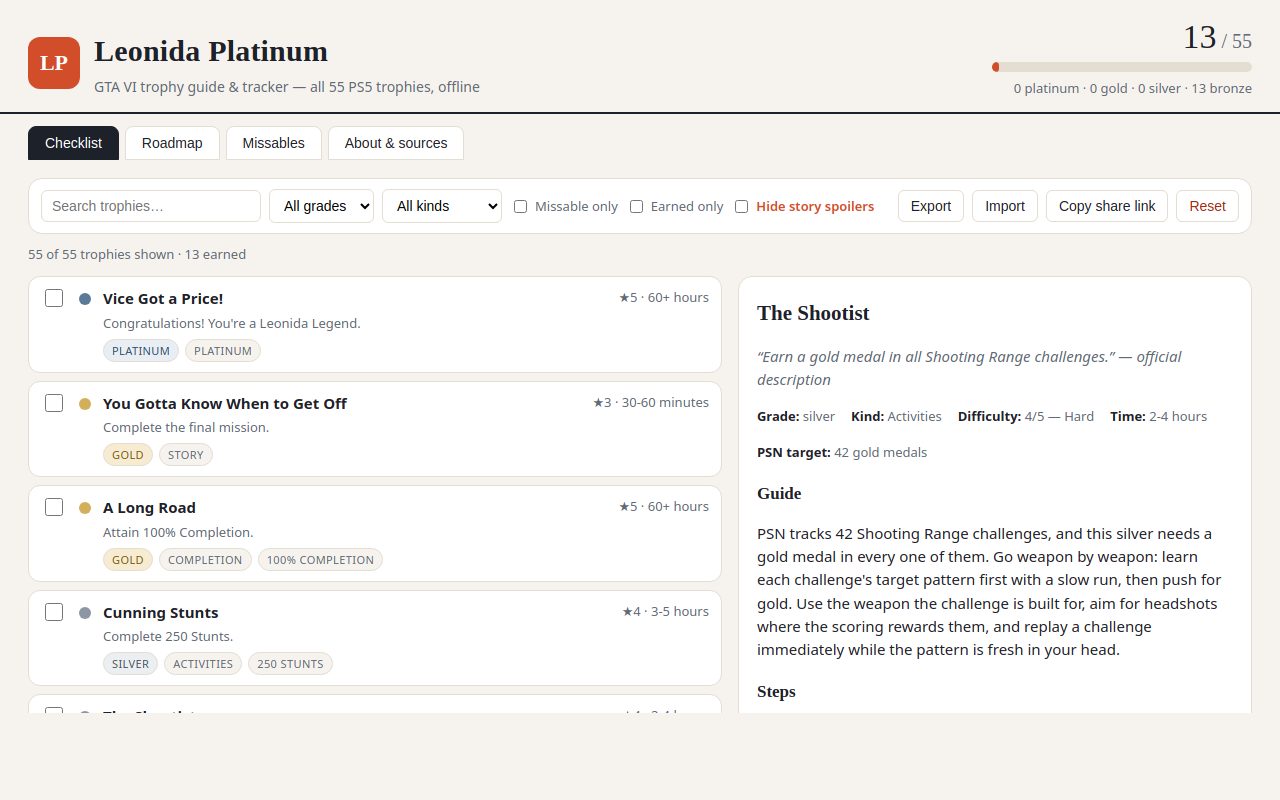 LP
Leonida Platinum
GTA VI trophy guide & tracker — all 55 PS5 trophies, offline
13 / 55
0 platinum · 0 gold · 0 silver · 13 bronze
Checklist
Roadmap
Missables
About & sources
Search trophies…
All grades
All kinds
Missable only
Earned only
Hide story spoilers
Export
Import
Copy share link
Reset
55 of 55 trophies shown · 13 earned
Vice Got a Price!
★5 · 60+ hours
Congratulations! You're a Leonida Legend.
PLATINUM
PLATINUM
You Gotta Know When to Get Off
★3 · 30-60 minutes
Complete the final mission.
GOLD
STORY
A Long Road
★5 · 60+ hours
Attain 100% Completion.
GOLD
COMPLETION
100% COMPLETION
Cunning Stunts
★4 · 3-5 hours
Complete 250 Stunts.
SILVER
ACTIVITIES
250 STUNTS
The Shootist
“Earn a gold medal in all Shooting Range challenges.” — official
description
Grade: silver
Kind: Activities
Difficulty: 4/5 — Hard
Time: 2-4 hours
PSN target: 42 gold medals
Guide
PSN tracks 42 Shooting Range challenges, and this silver needs a
gold medal in every one of them. Go weapon by weapon: learn
each challenge's target pattern first with a slow run, then push for
gold. Use the weapon the challenge is built for, aim for headshots
where the scoring rewards them, and replay a challenge
immediately while the pattern is fresh in your head.
Steps